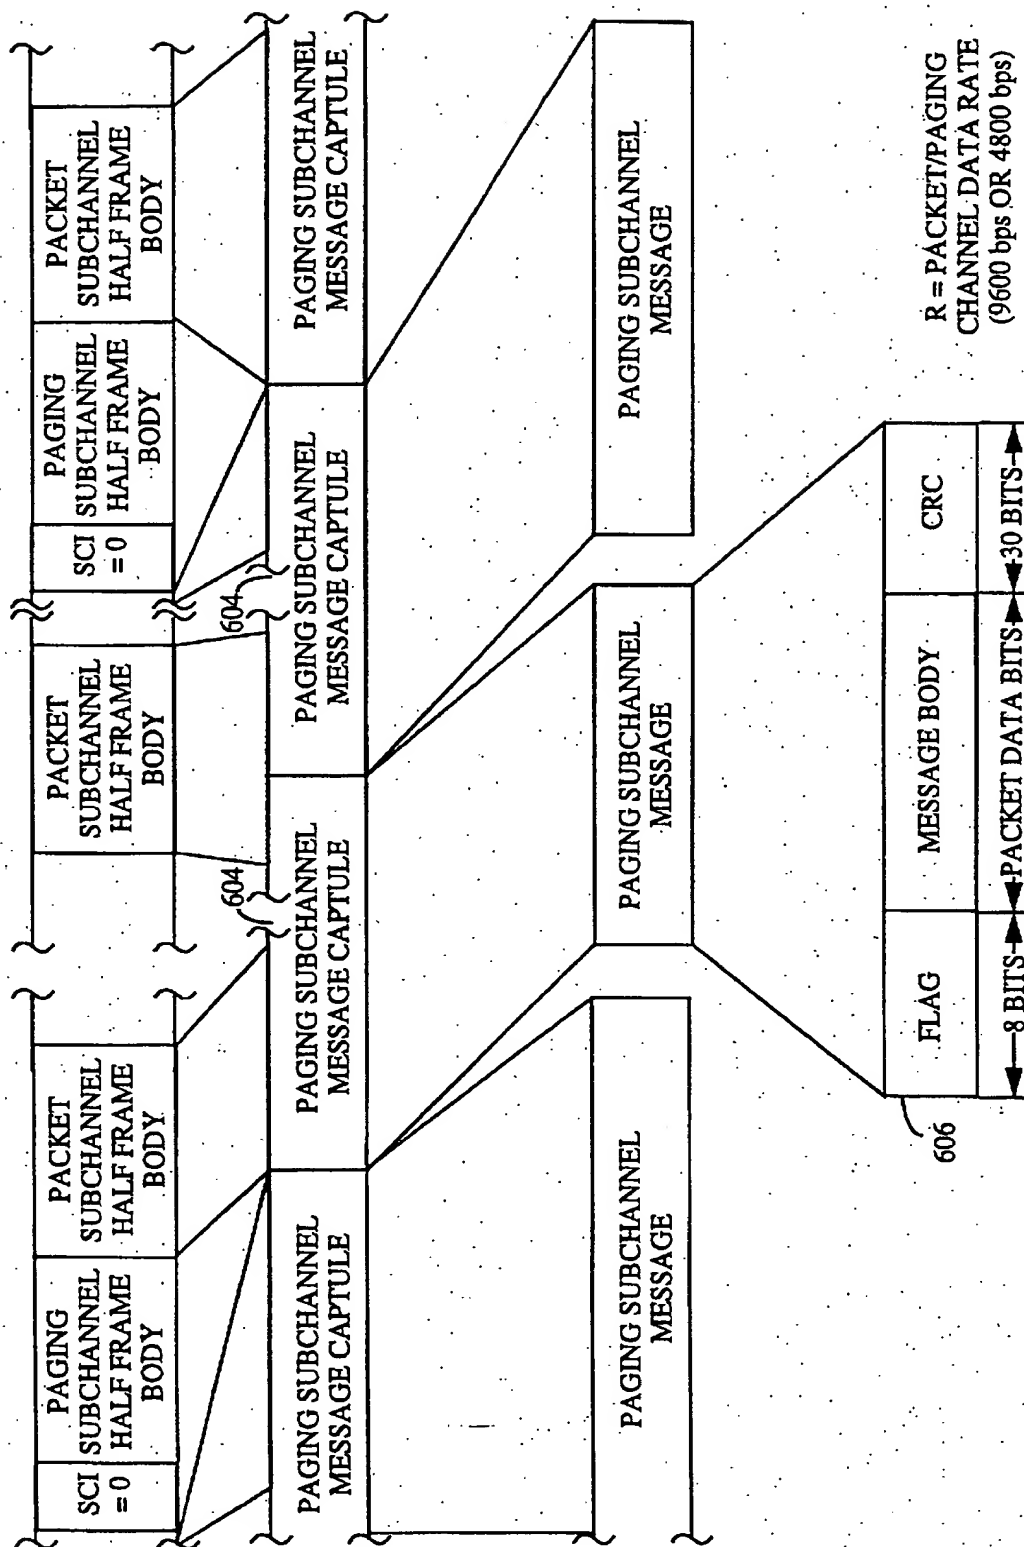 SCI
= 0
PAGING
SUBCHANNEL
HALF FRAME
BODY
PACKET
SUBCHANNEL
HALF FRAME
BODY
PACKET
SUBCHANNEL
HALF FRAME
BODY
SCI
= 0
PAGING
SUBCHANNEL
HALF FRAME
BODY
PACKET
SUBCHANNEL
HALF FRAME
BODY
604
604
PAGING SUBCHANNEL
MESSAGE CAPTULE
PAGING SUBCHANNEL
MESSAGE CAPTULE
PAGING SUBCHANNEL
MESSAGE CAPTULE
PAGING SUBCHANNEL
MESSAGE CAPTULE
PAGING SUBCHANNEL
MESSAGE
PAGING SUBCHANNEL
MESSAGE
PAGING SUBCHANNEL
MESSAGE
606
FLAG
MESSAGE BODY
CRC
8 BITS
PACKET DATA BITS
30 BITS
R = PACKET/PAGING
CHANNEL DATA RATE
(9600 bps OR 4800 bps)